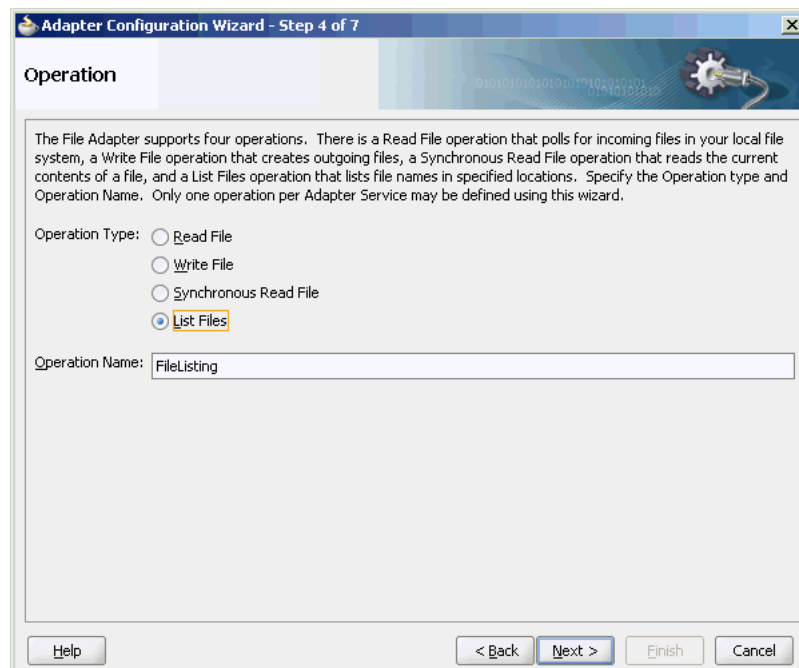 Adapter Configuration Wizard - Step 4 of 7
Operation
01010101010101010101010101
01010101010
The File Adapter supports four operations. There is a Read File operation that polls for incoming files in your local file
system, a Write File operation that creates outgoing files, a Synchronous Read File operation that reads the current
contents of a file, and a List Files operation that lists file names in specified locations. Specify the Operation type and
Operation Name. Only one operation per Adapter Service may be defined using this wizard.
Operation Type: Read File
Write File
Synchronous Read File
List Files
Operation Name: FileListing
Help < Back Next > Finish Cancel